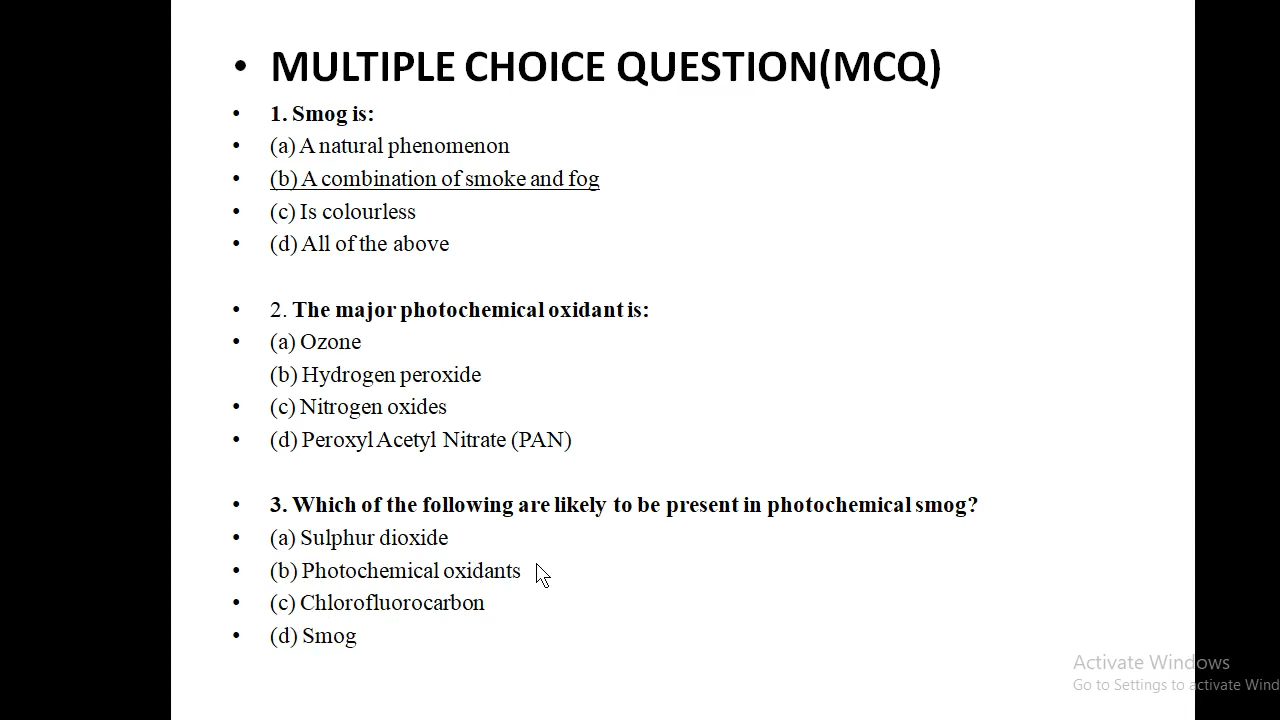 • MULTIPLE CHOICE QUESTION(MCQ)
• 1. Smog is:
• (a) A natural phenomenon
• (b) A combination of smoke and fog
• (c) Is colourless
• (d) All of the above
• 2. The major photochemical oxidant is:
• (a) Ozone
(b) Hydrogen peroxide
• (c) Nitrogen oxides
• (d) Peroxyl Acetyl Nitrate (PAN)
• 3. Which of the following are likely to be present in photochemical smog?
• (a) Sulphur dioxide
• (b) Photochemical oxidants
• (c) Chlorofluorocarbon
• (d) Smog
Activate Windows
Go to Settings to activate Wind